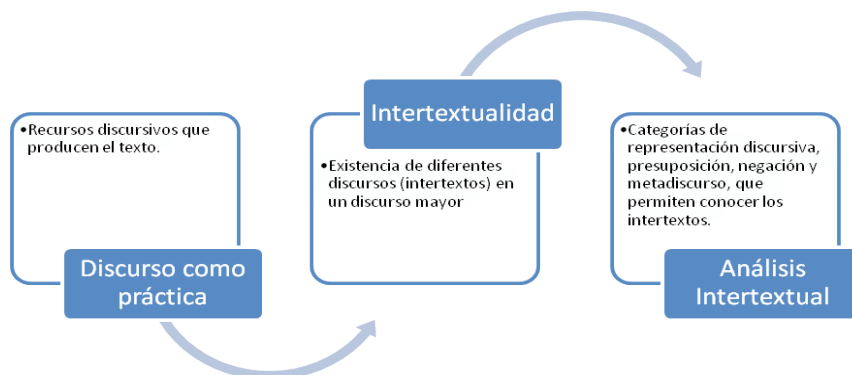 •Recursos discursivos que
producen el texto.
Discurso como
práctica
Intertextualidad
•Existencia de diferentes
discursos (intertextos) en
un discurso mayor
•Categorías de
representación discursiva,
presuposición, negación y
metadiscurso, que
permiten conocer los
intertextos.
Análisis
Intertextual